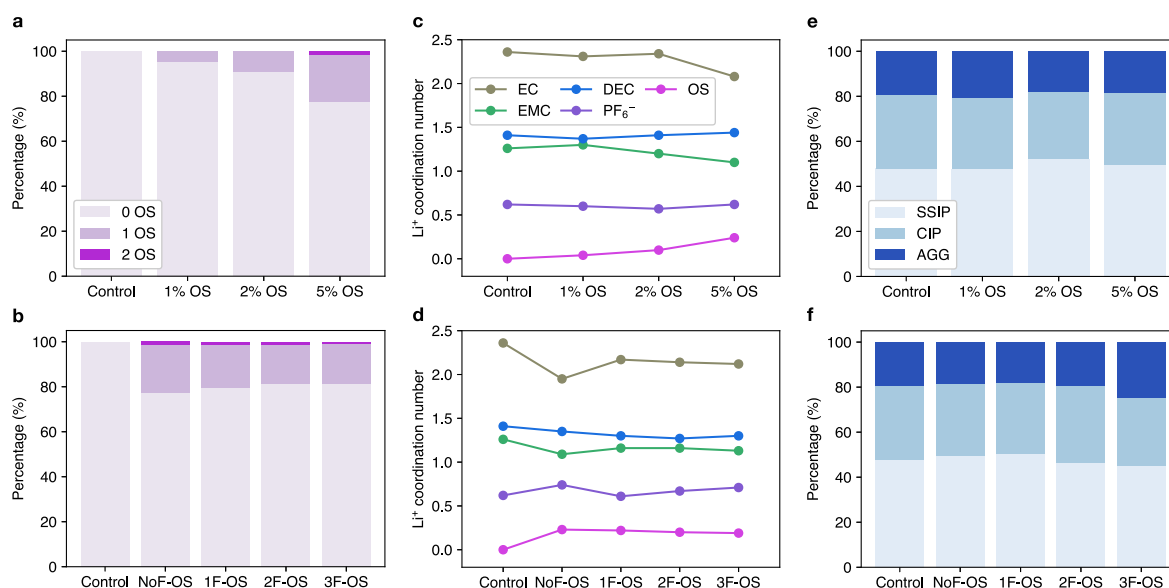 a
Percentage (%)
100
80
60
40
20
0
0 OS
1 OS
2 OS
Control
1% OS
2% OS
5% OS
c
Li⁺ coordination number
2.5
2.0
1.5
1.0
0.5
0.0
EC
DEC
OS
EMC
PF₆⁻
Control
1% OS
2% OS
5% OS
e
Percentage (%)
100
80
60
40
20
0
SSIP
CIP
AGG
Control
1% OS
2% OS
5% OS
b
Percentage (%)
100
80
60
40
20
0
Control
NoF-OS
1F-OS
2F-OS
3F-OS
d
Li⁺ coordination number
2.5
2.0
1.5
1.0
0.5
0.0
Control
NoF-OS
1F-OS
2F-OS
3F-OS
f
Percentage (%)
100
80
60
40
20
0
Control
NoF-OS
1F-OS
2F-OS
3F-OS